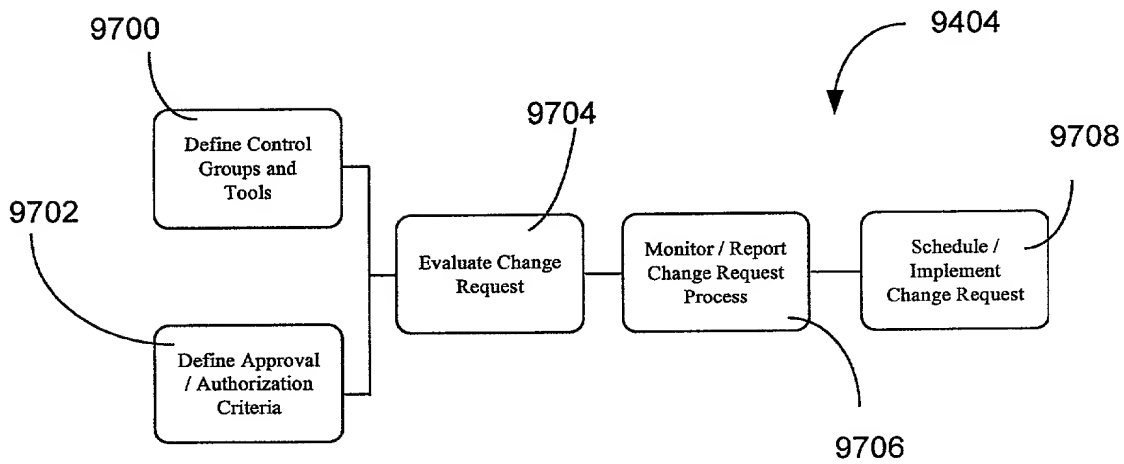 9700
9404
Define Control
Groups and
Tools
9704
9708
9702
Evaluate Change
Request
Monitor / Report
Change Request
Process
Schedule /
Implement
Change Request
Define Approval
/ Authorization
Criteria
9706